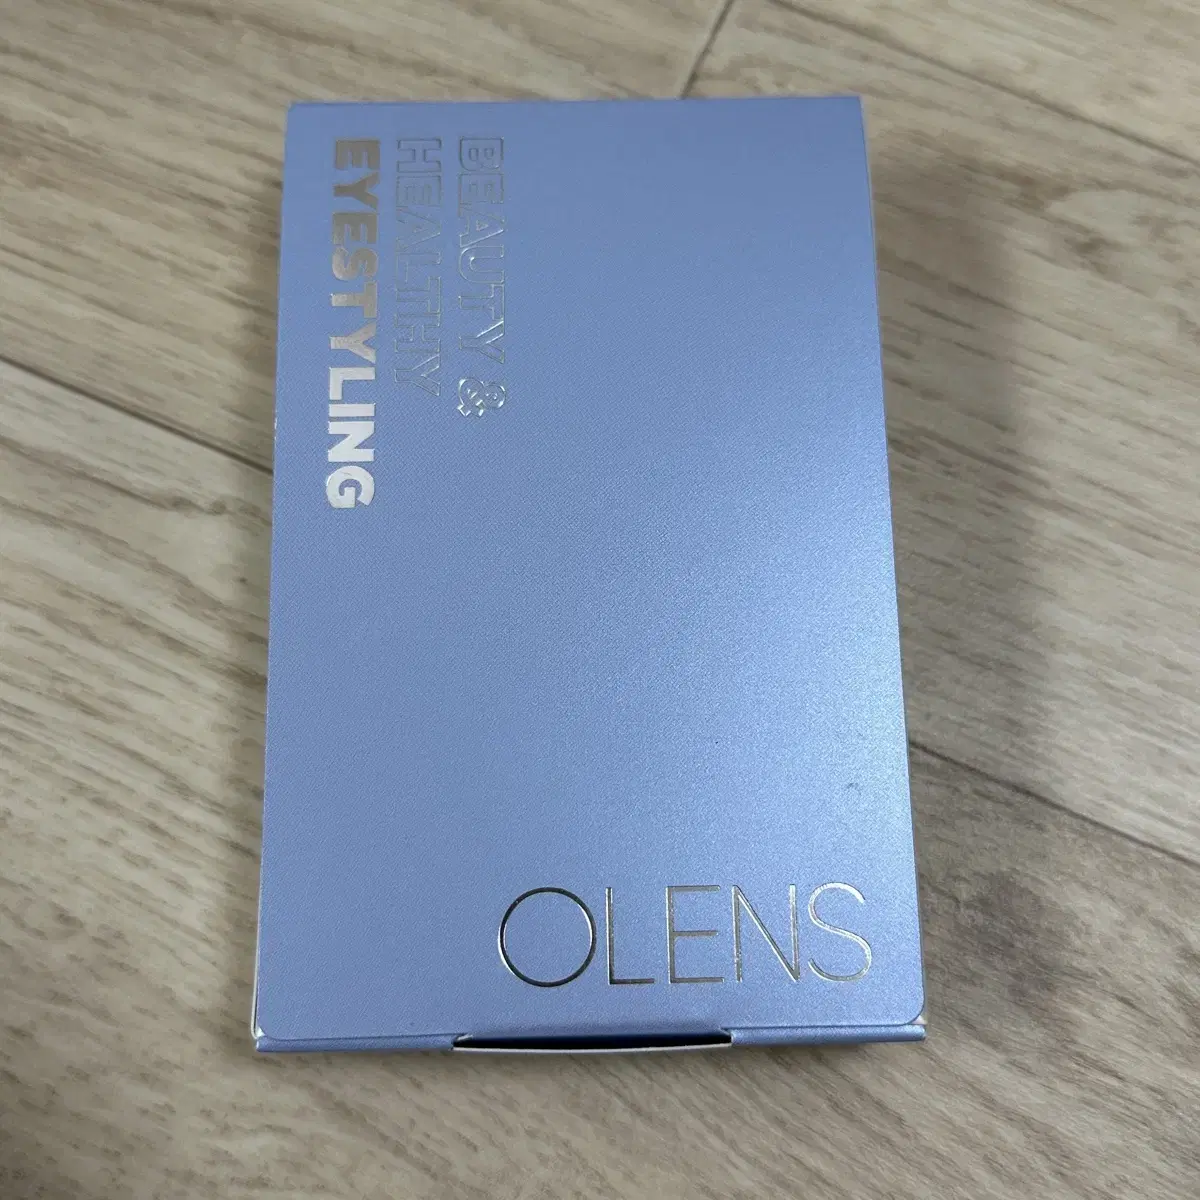 BEAUTY &
HEALTHY
EYESTYLING
OLENS